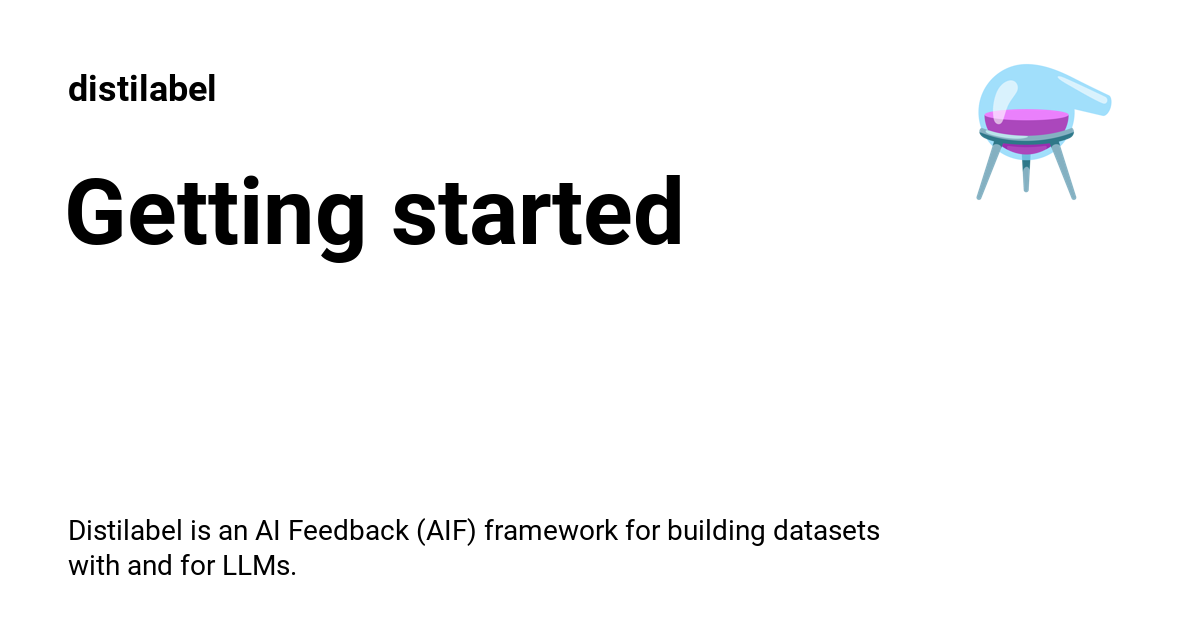 distilabel
Getting started
Distilabel is an AI Feedback (AIF) framework for building datasets
with and for LLMs.